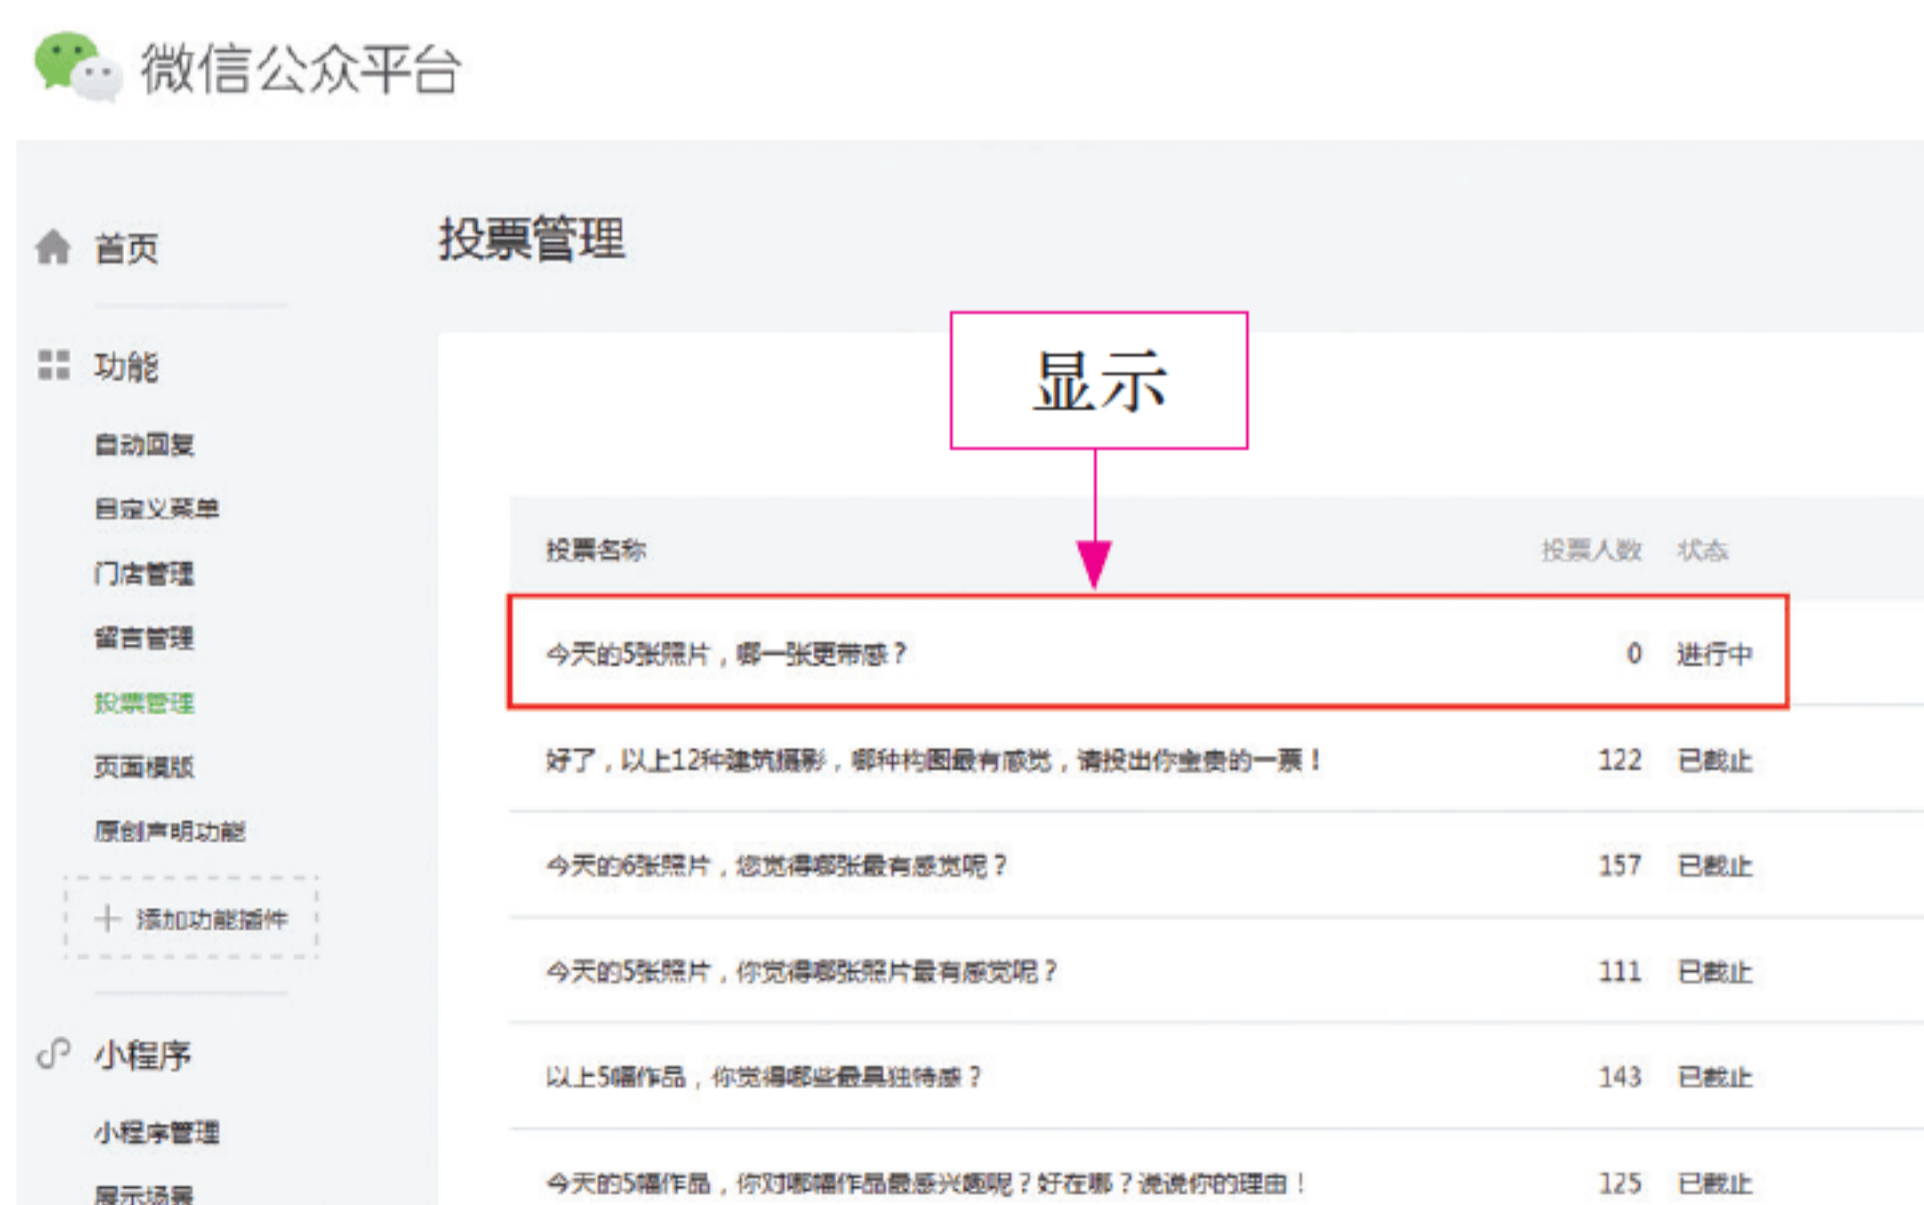 微信公众平台
首页
功能
自动回复
自定义菜单
门店管理
留言管理
投票管理
页面模版
原创声明功能
添加功能插件
小程序
小程序管理
展示场景
投票管理
显示
投票名称 投票人数 状态
今天的5张照片，哪一张更带感？ 0 进行中
好了，以上12种建筑摄影，哪种构图最有感觉，请投出你宝贵的一票！ 122 已截止
今天的6张照片，您觉得哪张最有感觉呢？ 157 已截止
今天的5张照片，你觉得哪张照片最有感觉呢？ 111 已截止
以上5幅作品，你觉得哪些最具独特感？ 143 已截止
今天的5幅作品，你对哪幅作品最感兴趣呢？好在哪？说说你的理由！ 125 已截止